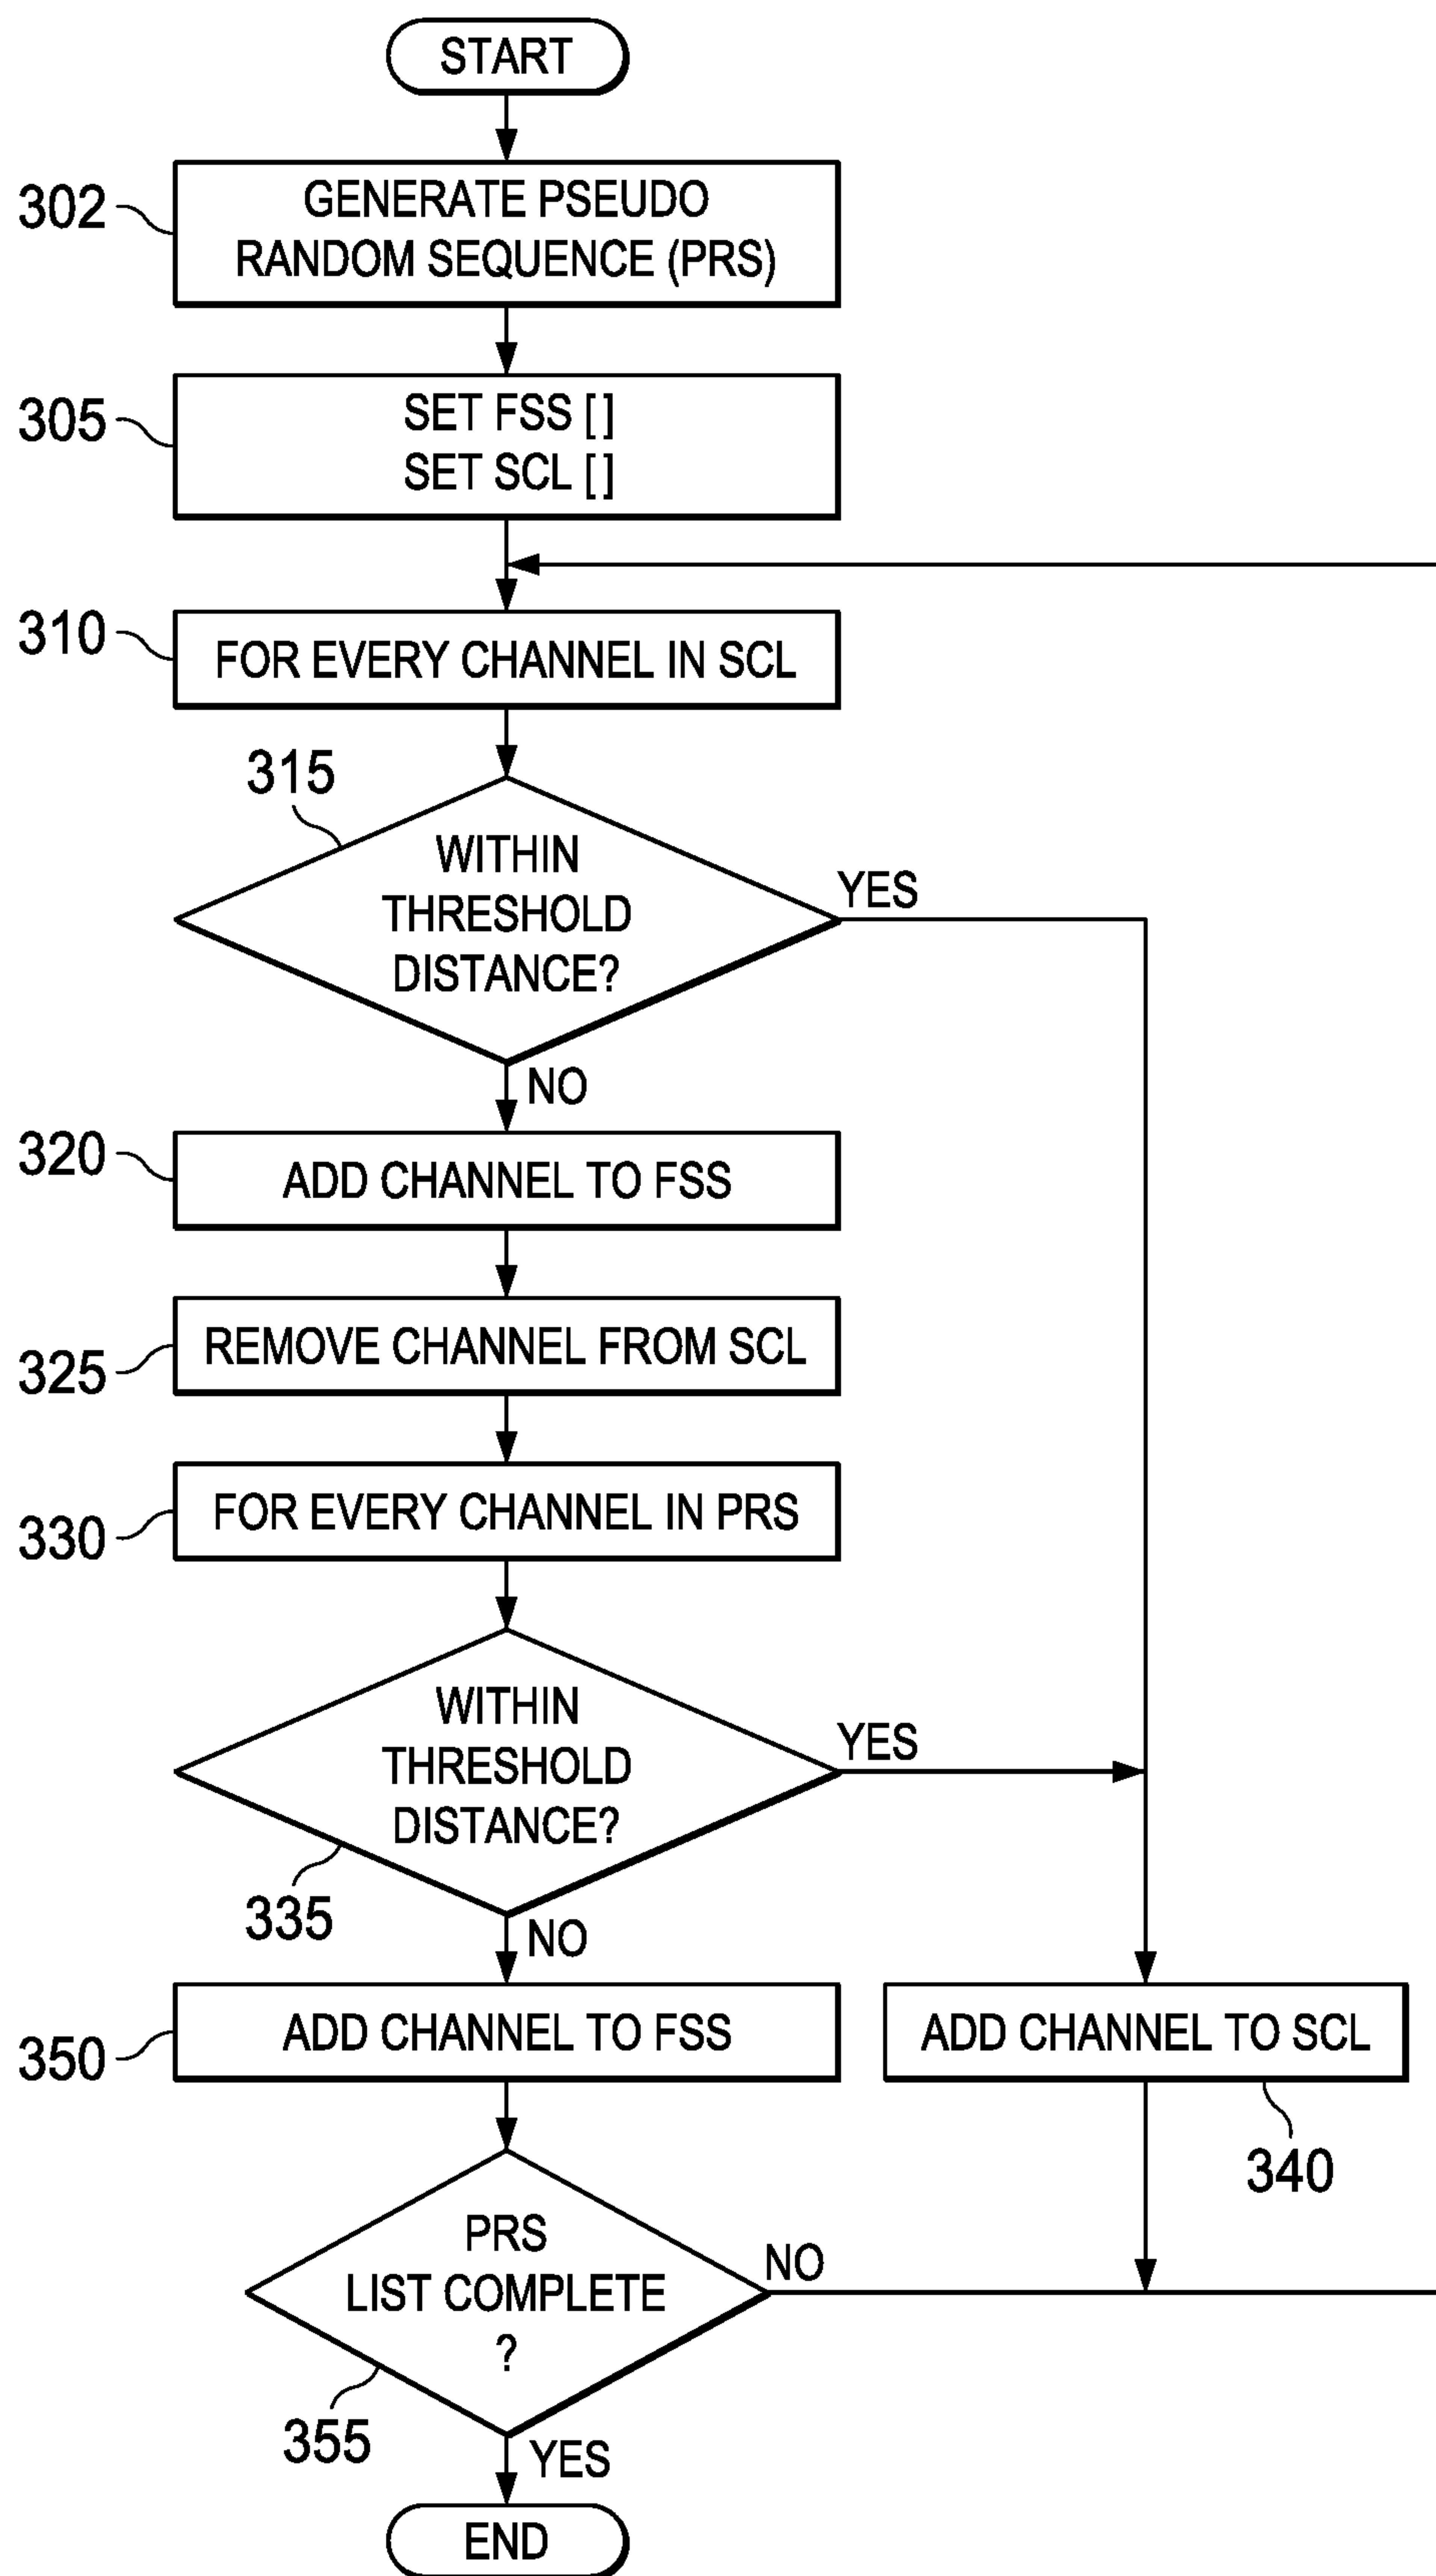 START
302
GENERATE PSEUDO
RANDOM SEQUENCE (PRS)
305
SET FSS [ ]
SET SCL [ ]
310
FOR EVERY CHANNEL IN SCL
315
WITHIN
THRESHOLD
DISTANCE?
YES
NO
320
ADD CHANNEL TO FSS
325
REMOVE CHANNEL FROM SCL
330
FOR EVERY CHANNEL IN PRS
WITHIN
THRESHOLD
DISTANCE?
YES
335
NO
350
ADD CHANNEL TO FSS
ADD CHANNEL TO SCL
340
PRS
LIST COMPLETE
?
NO
355
YES
END